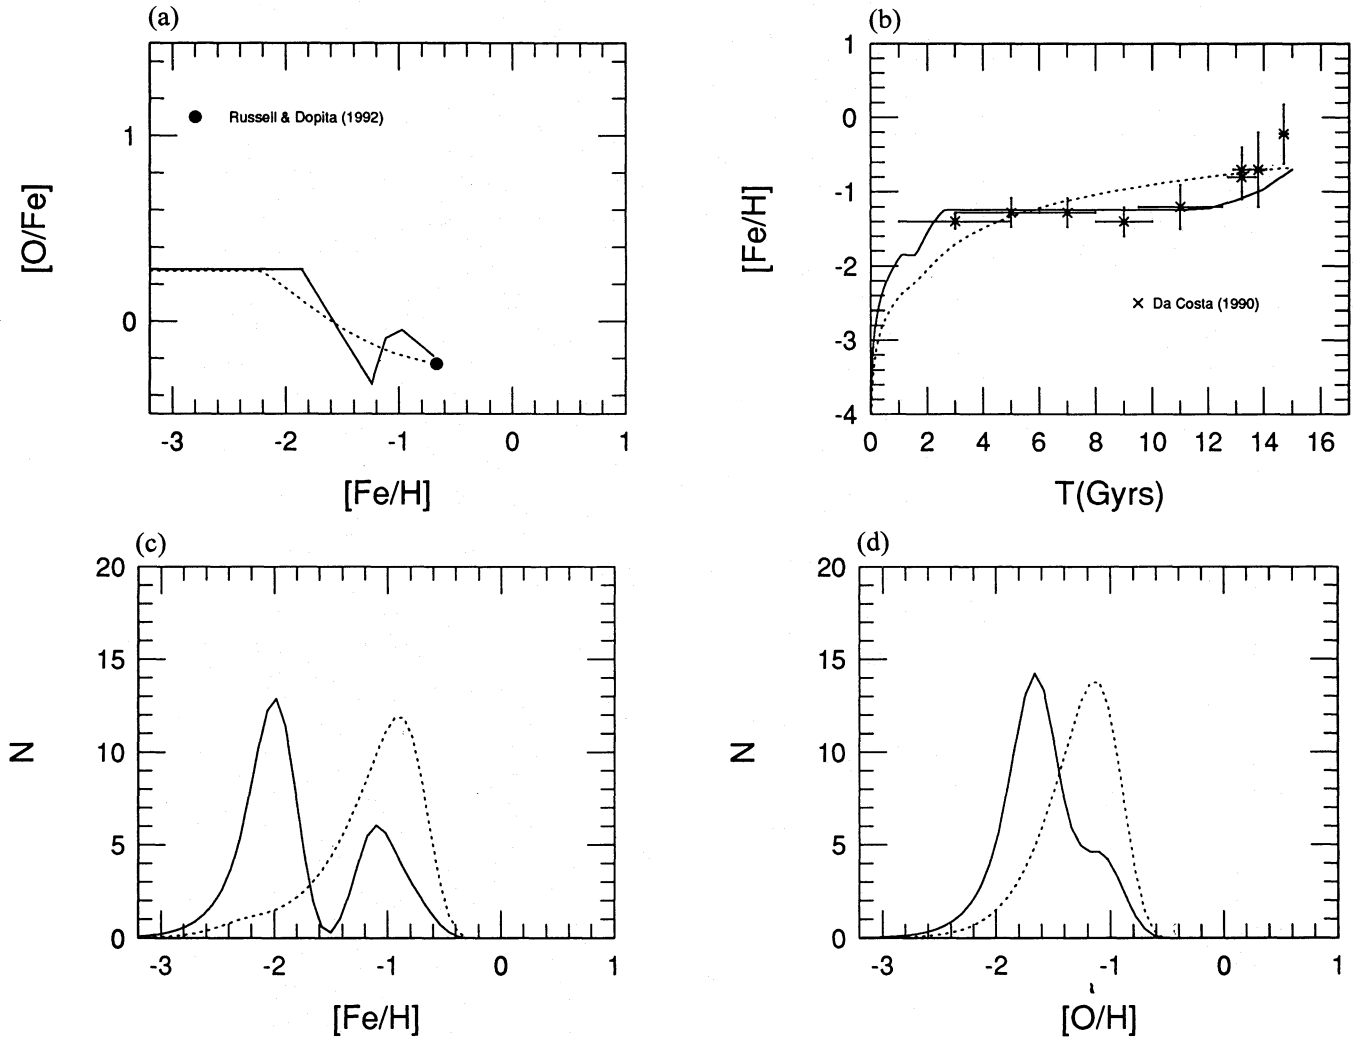 (a)
1
0
[O/Fe]
Russell & Dopita (1992)
-3 -2 -1 0 1
[Fe/H]
(b)
1
0
-1
-2
-3
-4
[Fe/H]
Da Costa (1990)
0 2 4 6 8 10 12 14 16
T(Gyrs)
(c)
20
15
10
5
0
N
-3 -2 -1 0 1
[Fe/H]
(d)
20
15
10
5
0
N
-3 -2 -1 0 1
[O/H]